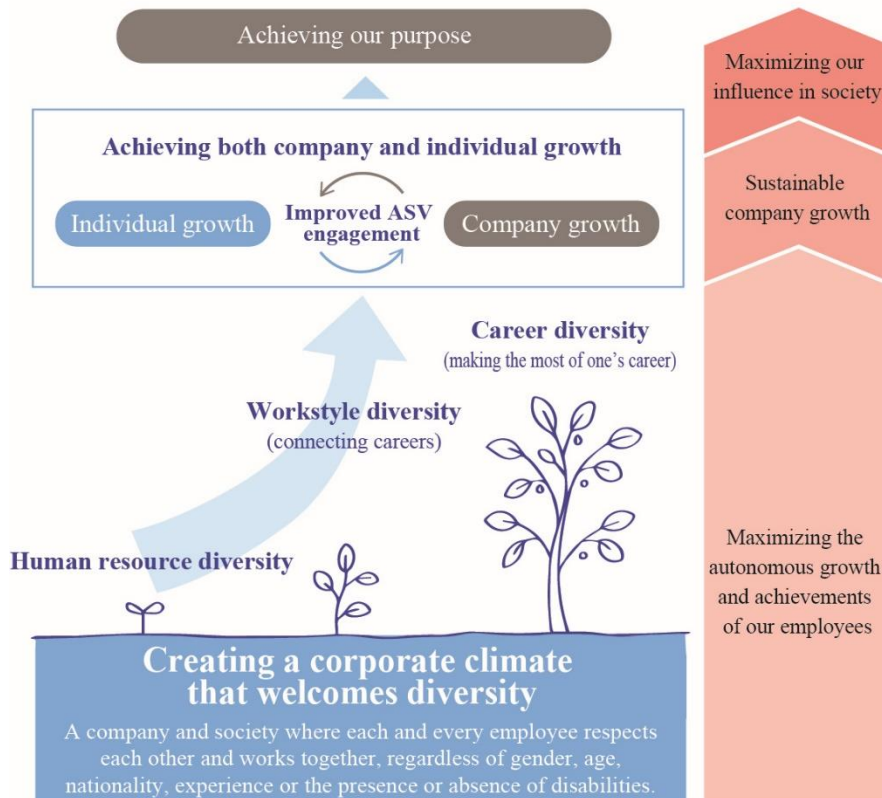 Achieving our purpose
Achieving both company and individual growth
Individual growth
Improved ASV
engagement
Company growth
Career diversity
(making the most of one's career)
Workstyle diversity
(connecting careers)
Human resource diversity
Creating a corporate climate
that welcomes diversity
A company and society where each and every employee respects
each other and works together, regardless of gender, age,
nationality, experience or the presence or absence of disabilities.
Maximizing our
influence in society
Sustainable
company growth
Maximizing the
autonomous growth
and achievements
of our employees